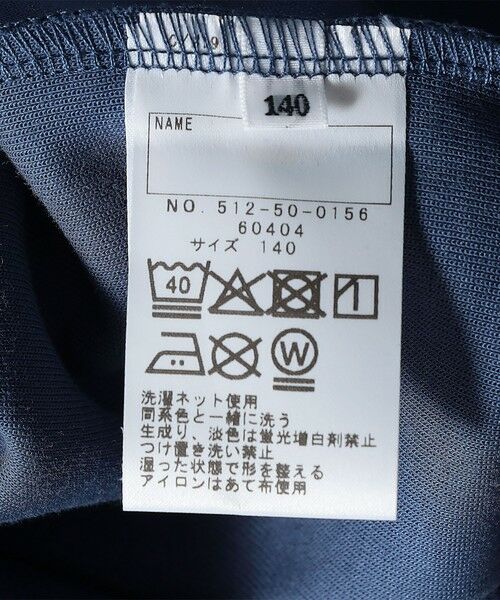 140
NAME
NO. 512-50-0156
60404
サイズ 140
40
W
洗濯ネット使用
同系色と一緒に洗う
生成り、淡色は蛍光増白剤禁止
つけ置き洗い禁止
湿った状態で形を整える
アイロンはあて布使用